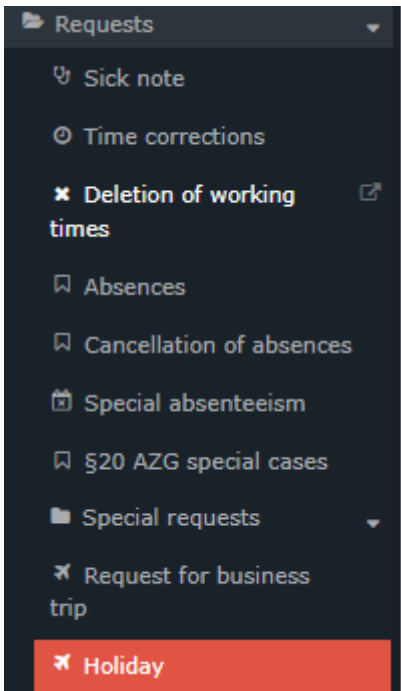 Requests
Sick note
Time corrections
Deletion of working
times
Absences
Cancellation of absences
Special absenteeism
§20 AZG special cases
Special requests
Request for business
trip
Holiday